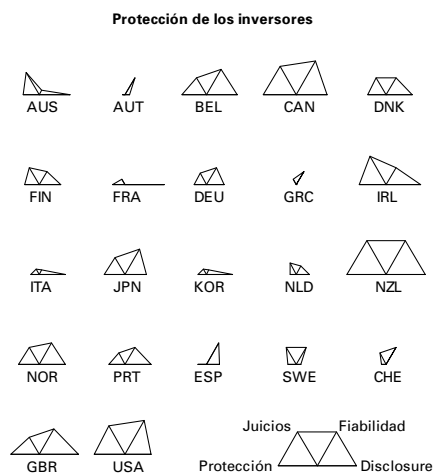 Protección de los inversores
AUS AUT BEL CAN DNK
FIN FRA DEU GRC IRL
ITA JPN KOR NLD NZL
NOR PRT ESP SWE CHE
Juicios Fiabilidad
GBR USA Protección Disclosure